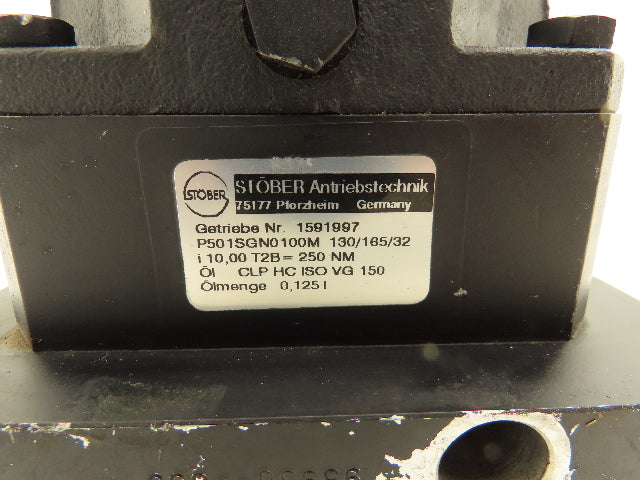 STÖBER
STÖBER Antriebstechnik
75177 Pforzheim Germany
Getriebe Nr. 1591997
P501SGN0100M 130/165/32
i 10,00 T2B = 250 NM
Öl CLP HC ISO VG 150
Ölmenge 0,125 l